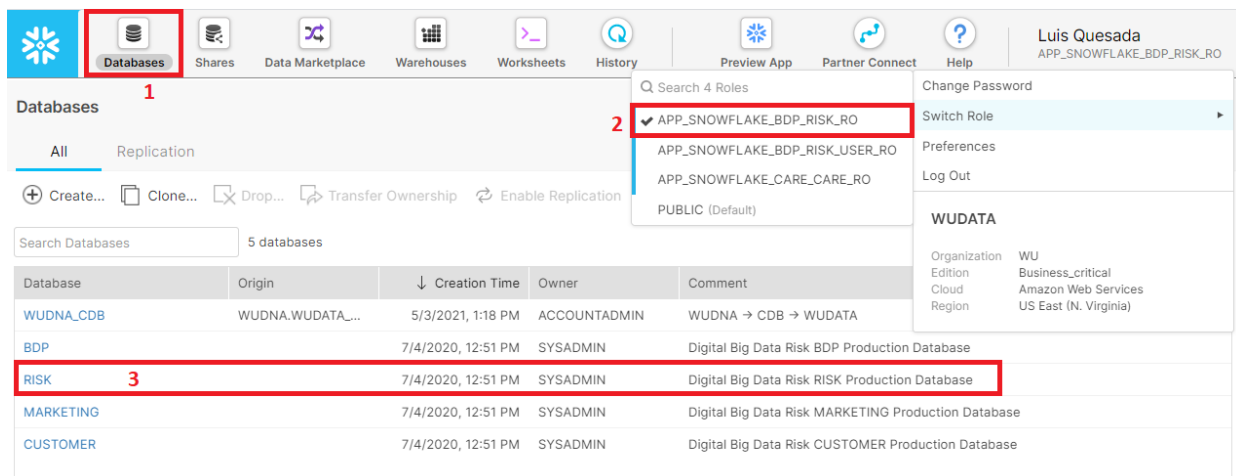 Databases
Shares
Data Marketplace
Warehouses
Worksheets
History
Preview App
Partner Connect
Help
Luis Quesada
APP_SNOWFLAKE_BDP_RISK_RO
1
Search 4 Roles
2
APP_SNOWFLAKE_BDP_RISK_RO
APP_SNOWFLAKE_BDP_RISK_USER_RO
APP_SNOWFLAKE_CARE_CARE_RO
PUBLIC (Default)
Change Password
Switch Role
Preferences
Log Out
WUDATA
Organization WU
Edition Business_critical
Cloud Amazon Web Services
Region US East (N. Virginia)
Databases
All Replication
Create... Clone... Drop... Transfer Ownership Enable Replication
Search Databases 5 databases
Database Origin ↓ Creation Time Owner Comment
WUDNA_CDB WUDNA.WUDATA_... 5/3/2021, 1:18 PM ACCOUNTADMIN WUDNA → CDB → WUDATA
BDP 7/4/2020, 12:51 PM SYSADMIN Digital Big Data Risk BDP Production Database
RISK 3 7/4/2020, 12:51 PM SYSADMIN Digital Big Data Risk RISK Production Database
MARKETING 7/4/2020, 12:51 PM SYSADMIN Digital Big Data Risk MARKETING Production Database
CUSTOMER 7/4/2020, 12:51 PM SYSADMIN Digital Big Data Risk CUSTOMER Production Database